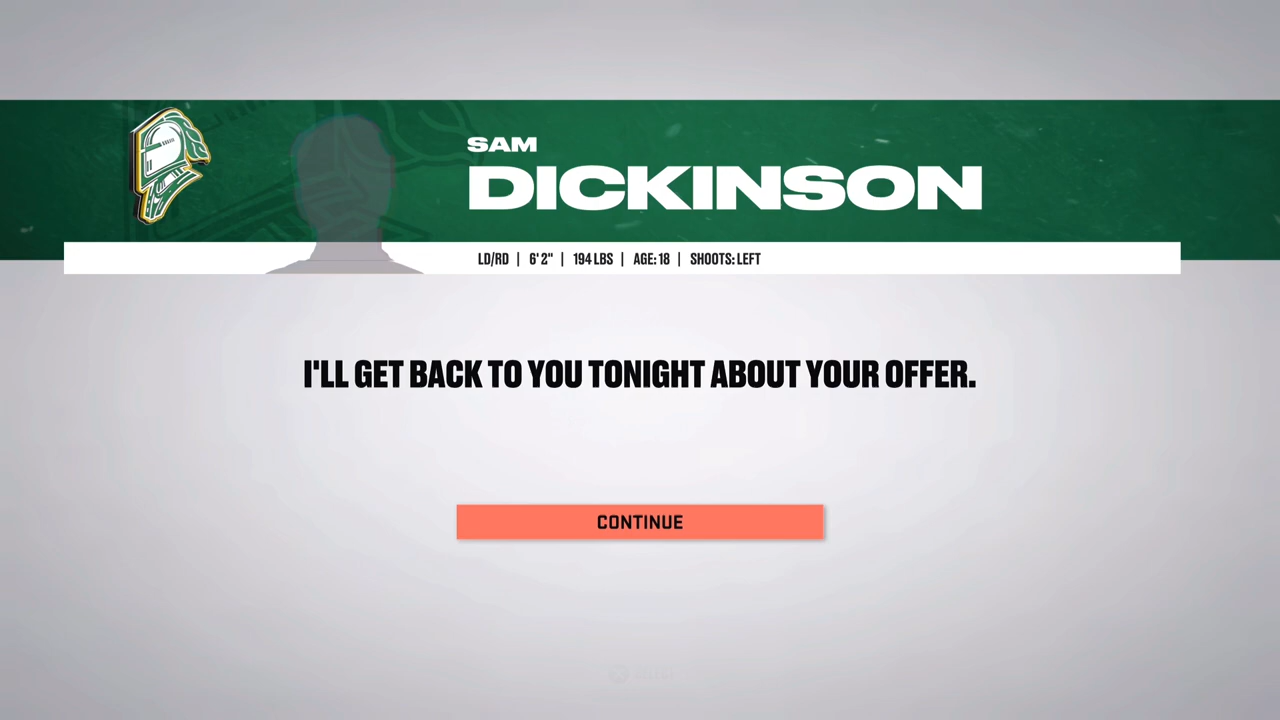 SAM
DICKINSON
LD/RD | 6' 2" | 194 LBS | AGE: 18 | SHOOTS: LEFT
I'LL GET BACK TO YOU TONIGHT ABOUT YOUR OFFER.
CONTINUE